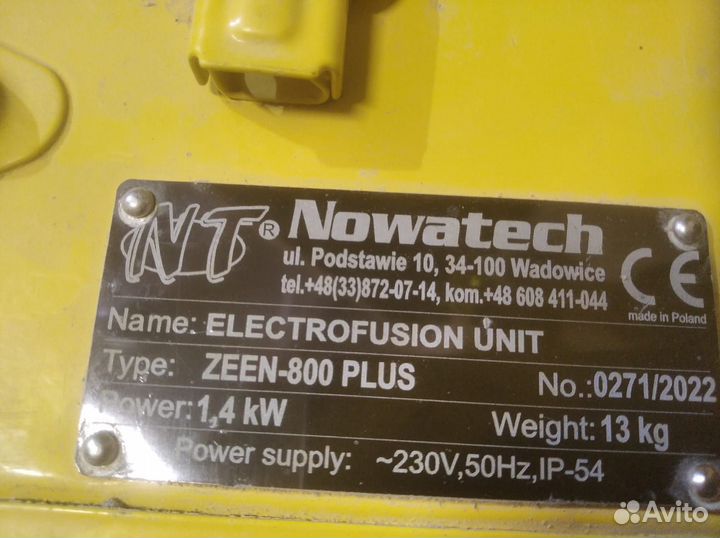 NT® Nowatech
ul. Podstawie 10, 34-100 Wadowice
tel.+48(33)872-07-14, kom.+48 608 411-044
CE
made in Poland
Name: ELECTROFUSION UNIT
Type: ZEEN-800 PLUS No.:0271/2022
Power:1,4 kW Weight: 13 kg
Power supply: ~230V,50Hz,IP-54
Avito